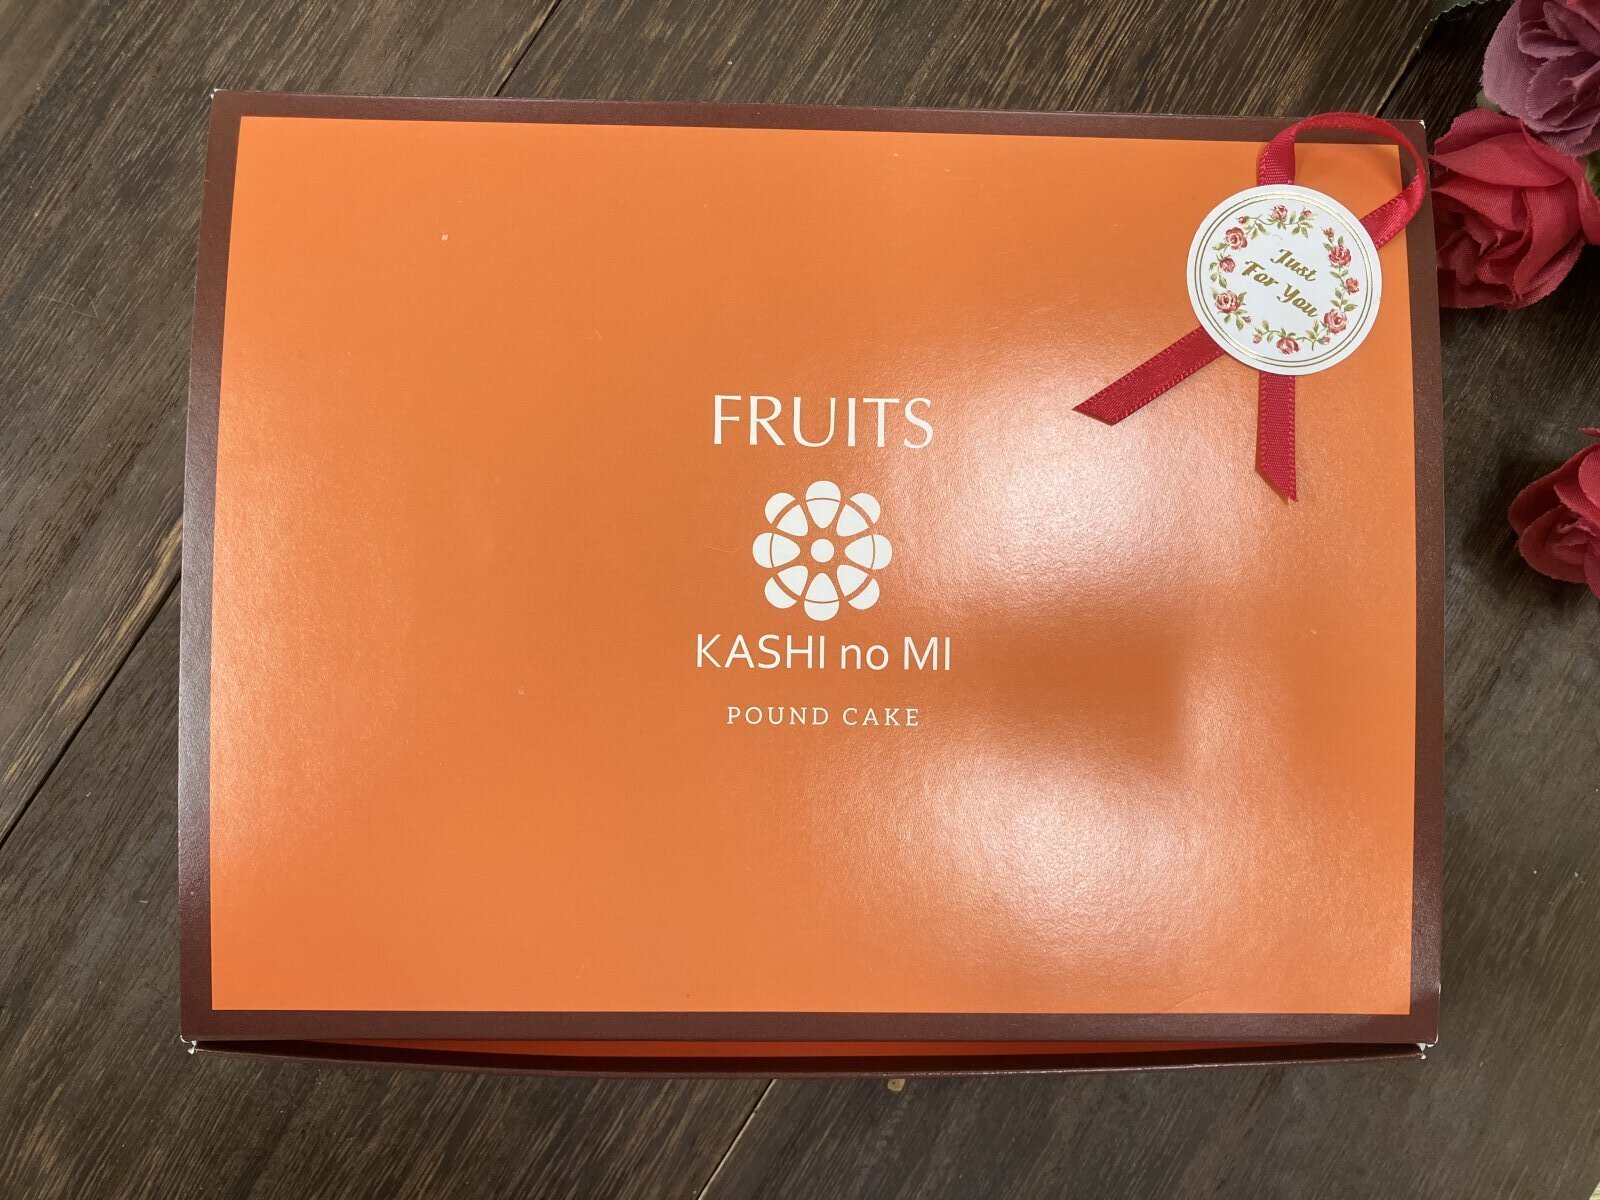 Just
For You
FRUITS
KASHI no MI
POUND CAKE